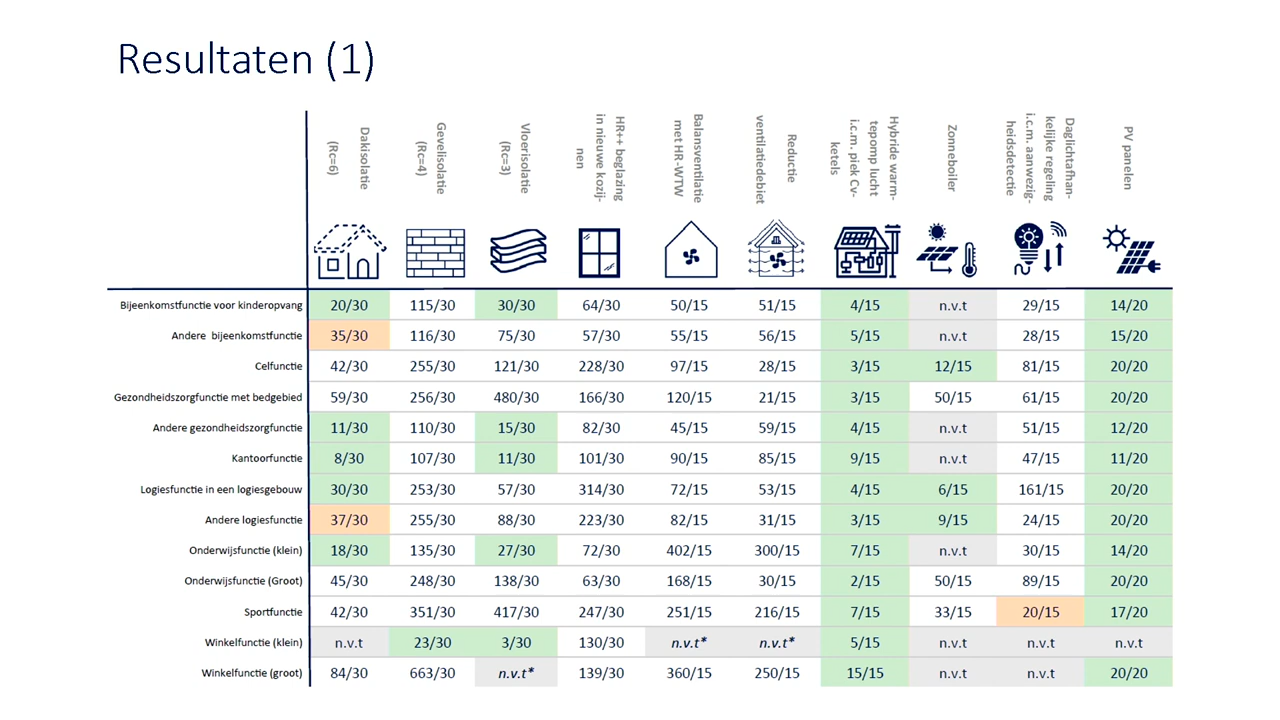 Resultaten (1)
Dakisolatie
(Rc=6)
Gevelisolatie
(Rc=4)
Vloerisolatie
(Rc=3)
HR++ beglazing
in nieuwe kozij-
nen
Balansventilatie
met HR-WTW
Reductie
ventilatiedebiet
Hybride warm-
tepomp lucht
i.c.m. piek Cv-
ketels
Zonneboiler
Daglichtafhan-
kelijke regeling
i.c.m. aanwezig-
heidsdetectie
PV panelen
Bijeenkomstfunctie voor kinderopvang 20/30 115/30 30/30 64/30 50/15 51/15 4/15 n.v.t 29/15 14/20
Andere bijeenkomstfunctie 35/30 116/30 75/30 57/30 55/15 56/15 5/15 n.v.t 28/15 15/20
Celfunctie 42/30 255/30 121/30 228/30 97/15 28/15 3/15 12/15 81/15 20/20
Gezondheidszorgfunctie met bedgebied 59/30 256/30 480/30 166/30 120/15 21/15 3/15 50/15 61/15 20/20
Andere gezondheidszorgfunctie 11/30 110/30 15/30 82/30 45/15 59/15 4/15 n.v.t 51/15 12/20
Kantoorfunctie 8/30 107/30 11/30 101/30 90/15 85/15 9/15 n.v.t 47/15 11/20
Logiesfunctie in een logiesgebouw 30/30 253/30 57/30 314/30 72/15 53/15 4/15 6/15 161/15 20/20
Andere logiesfunctie 37/30 255/30 88/30 223/30 82/15 31/15 3/15 9/15 24/15 20/20
Onderwijsfunctie (klein) 18/30 135/30 27/30 72/30 402/15 300/15 7/15 n.v.t 30/15 14/20
Onderwijsfunctie (Groot) 45/30 248/30 138/30 63/30 168/15 30/15 2/15 50/15 89/15 20/20
Sportfunctie 42/30 351/30 417/30 247/30 251/15 216/15 7/15 33/15 20/15 17/20
Winkelfunctie (klein) n.v.t 23/30 3/30 130/30 n.v.t* n.v.t* 5/15 n.v.t n.v.t n.v.t
Winkelfunctie (groot) 84/30 663/30 n.v.t* 139/30 360/15 250/15 15/15 n.v.t n.v.t 20/20